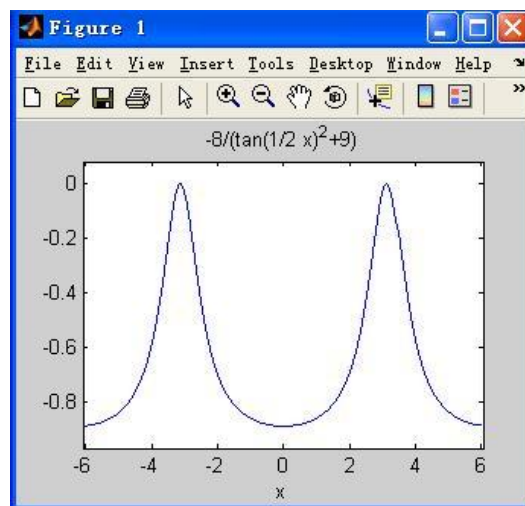 Figure 1
File Edit View Insert Tools Desktop Window Help
-8/(tan(1/2 x)²+9)
0
-0.2
-0.4
-0.6
-0.8
-6 -4 -2 0 2 4 6
x